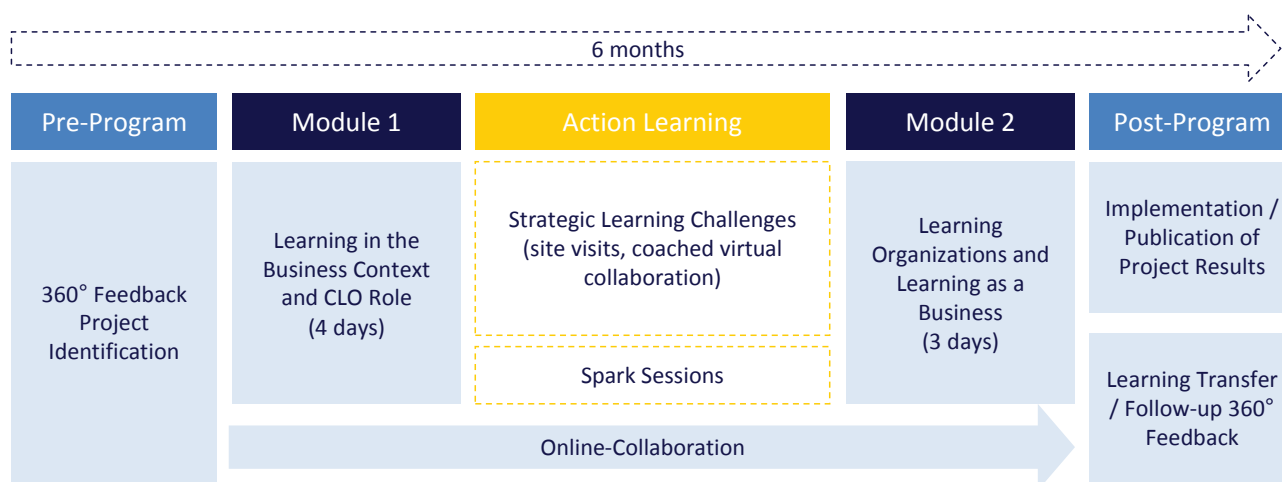 6 months
Pre-Program
Module 1
Action Learning
Module 2
Post-Program
360° Feedback
Project
Identification
Learning in the
Business Context
and CLO Role
(4 days)
Strategic Learning Challenges
(site visits, coached virtual
collaboration)
Spark Sessions
Learning
Organizations and
Learning as a
Business
(3 days)
Implementation /
Publication of
Project Results
Learning Transfer
/ Follow-up 360°
Feedback
Online-Collaboration